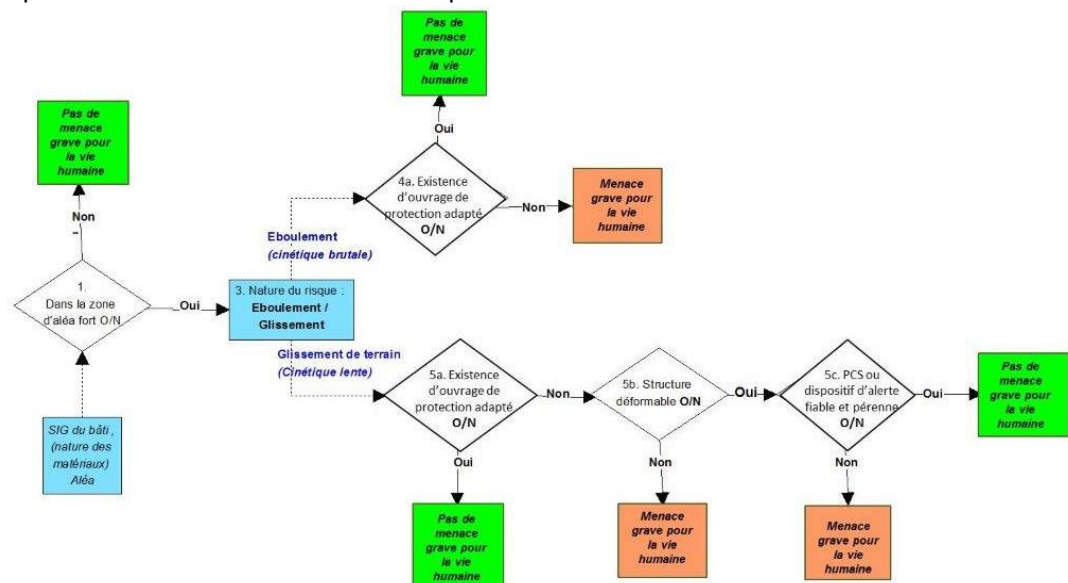 Pas de
menace
grave pour
la vie
humaine
Oui
4a. Existence
d'ouvrage de
protection adapté
O/N
Non
Menace
grave pour
la vie
humaine
Pas de
menace
grave pour
la vie
humaine
Non
1.
Dans la zone
d'aléa fort O/N
Oui
SIG du bâti ,
(nature des
matériaux)
Aléa
Eboulement
(cinétique brutale)
3. Nature du risque :
Eboulement /
Glissement
Glissement de terrain
(Cinétique lente)
5a. Existence
d'ouvrage de
protection adapté
O/N
Non
5b. Structure
déformable O/N
Oui
5c. PCS ou
dispositif d'alerte
fiable et pérenne
O/N
Oui
Pas de
menace
grave pour
la vie
humaine
Oui
Pas de
menace
grave pour
la vie
humaine
Non
Menace
grave pour
la vie
humaine
Non
Menace
grave pour
la vie
humaine